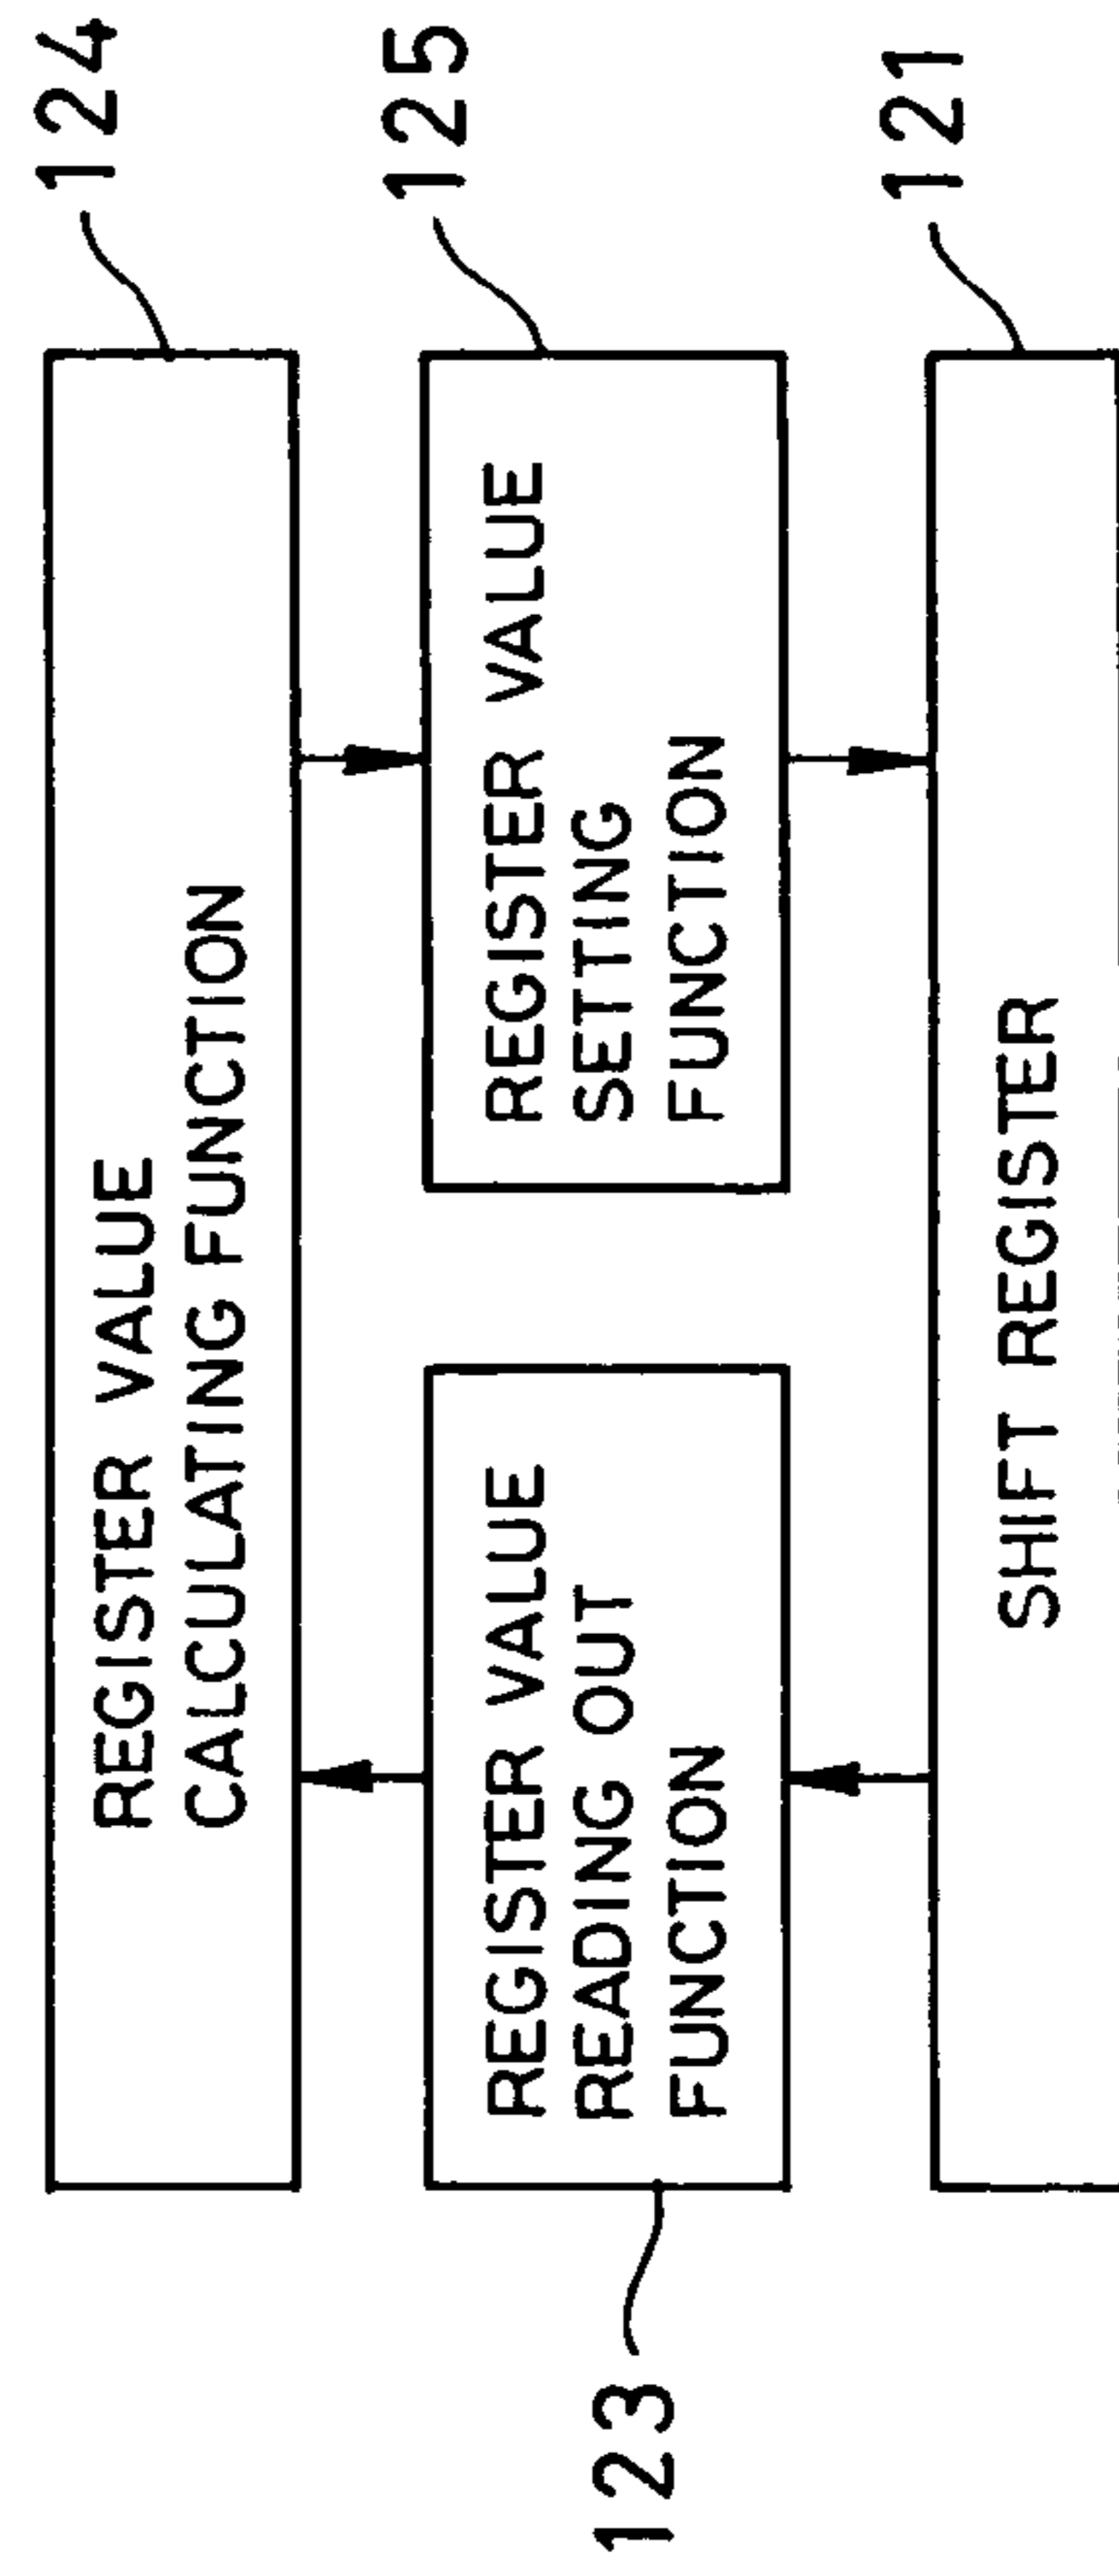 124
REGISTER VALUE
CALCULATING FUNCTION
125
REGISTER VALUE
SETTING
FUNCTION
123
REGISTER VALUE
READING OUT
FUNCTION
121
SHIFT REGISTER